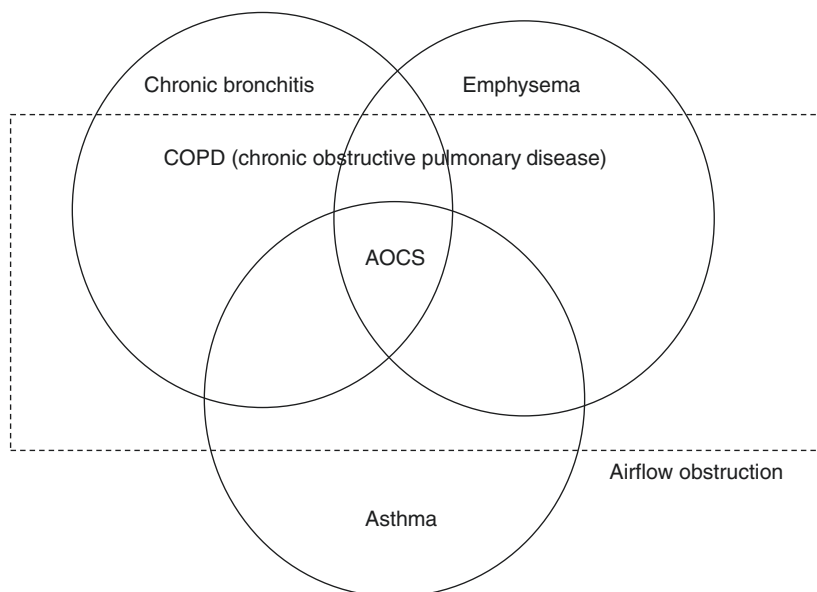 Chronic bronchitis
Emphysema
COPD (chronic obstructive pulmonary disease)
AOCS
Airflow obstruction
Asthma